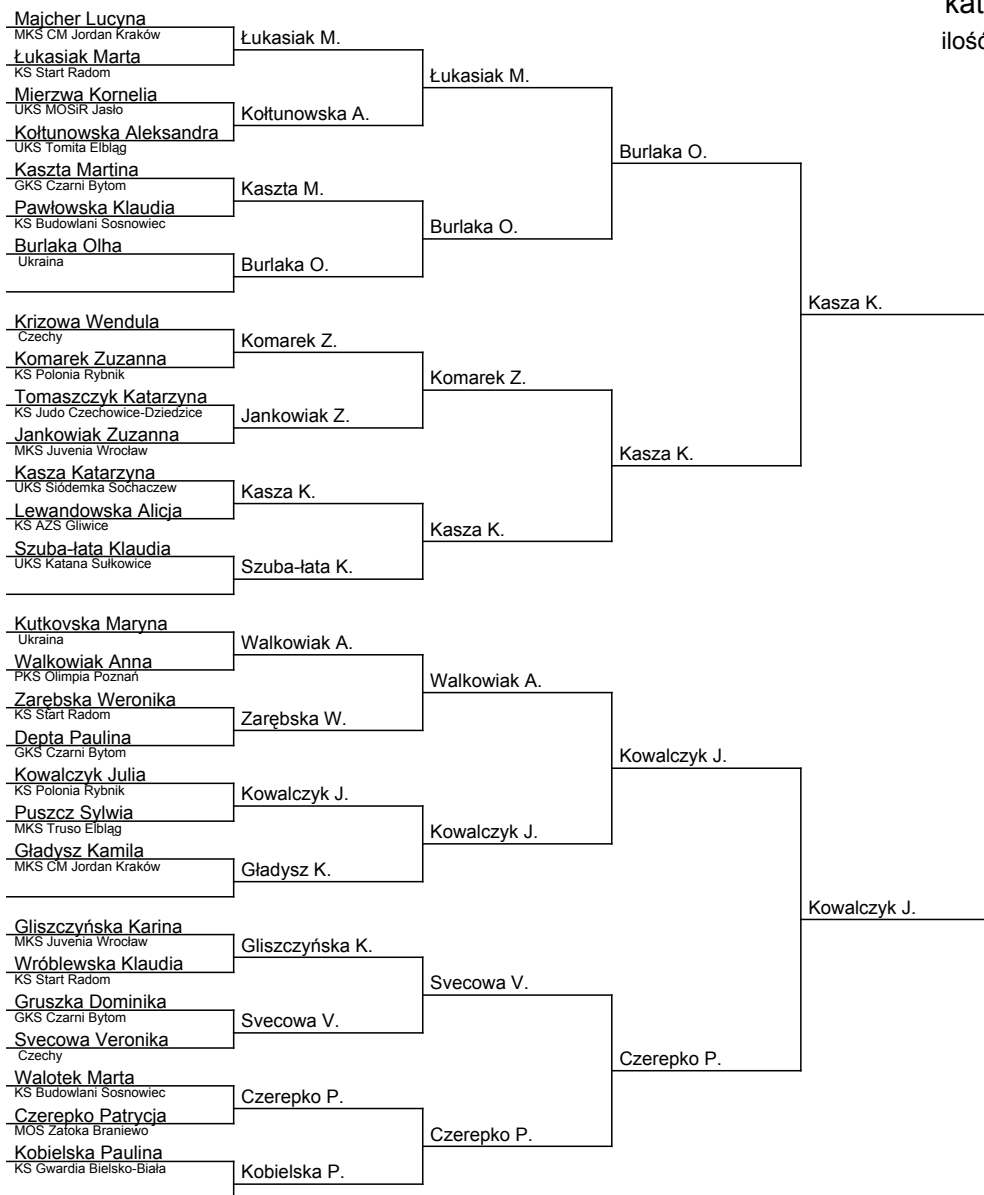 kat
ilość
Majcher Lucyna
MKS CM Jordan Kraków
Łukasiak Marta
KS Start Radom
Mierzwa Kornelia
UKS MOSiR Jasło
Kołtunowska Aleksandra
UKS Tomita Elbląg
Kaszta Martina
GKS Czarni Bytom
Pawłowska Klaudia
KS Budowlani Sosnowiec
Burlaka Olha
Ukraina
Krizowa Wendula
Czechy
Komarek Zuzanna
KS Polonia Rybnik
Tomaszczyk Katarzyna
KS Judo Czechowice-Dziedzice
Jankowiak Zuzanna
MKS Juvenia Wrocław
Kasza Katarzyna
UKS Siódemka Sochaczew
Lewandowska Alicja
KS AZS Gliwice
Szuba-łata Klaudia
UKS Katana Sułkowice
Kutkovska Maryna
Ukraina
Walkowiak Anna
PKS Olimpia Poznań
Zarębska Weronika
KS Start Radom
Depta Paulina
GKS Czarni Bytom
Kowalczyk Julia
KS Polonia Rybnik
Puszcz Sylwia
MKS Truso Elbląg
Gładysz Kamila
MKS CM Jordan Kraków
Gliszczyńska Karina
MKS Juvenia Wrocław
Wróblewska Klaudia
KS Start Radom
Gruszka Dominika
GKS Czarni Bytom
Svecowa Veronika
Czechy
Walotek Marta
KS Budowlani Sosnowiec
Czerepko Patrycja
MOS Zatoka Braniewo
Kobielska Paulina
KS Gwardia Bielsko-Biała
Łukasiak M.
Kołtunowska A.
Kaszta M.
Burlaka O.
Komarek Z.
Jankowiak Z.
Kasza K.
Szuba-łata K.
Walkowiak A.
Zarębska W.
Kowalczyk J.
Gładysz K.
Gliszczyńska K.
Svecowa V.
Czerepko P.
Kobielska P.
Łukasiak M.
Burlaka O.
Komarek Z.
Kasza K.
Walkowiak A.
Kowalczyk J.
Svecowa V.
Czerepko P.
Burlaka O.
Kasza K.
Kowalczyk J.
Czerepko P.
Kasza K.
Kowalczyk J.